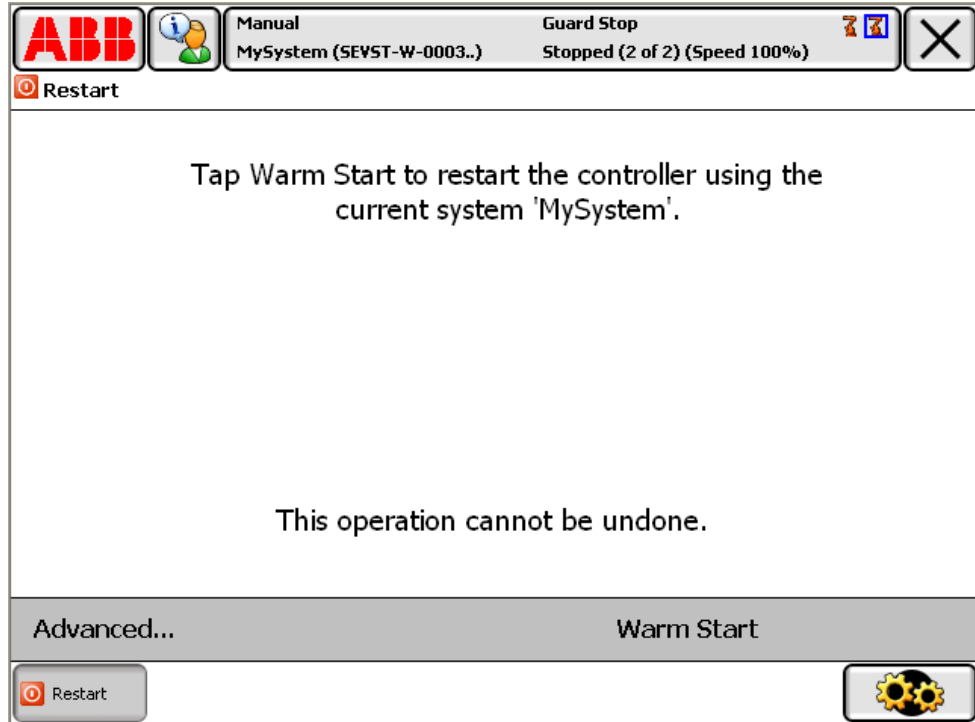 ABB
Manual
Guard Stop
MySystem (SEVST-W-0003..)
Stopped (2 of 2) (Speed 100%)
Restart
Tap Warm Start to restart the controller using the
current system 'MySystem'.
This operation cannot be undone.
Advanced...
Warm Start
Restart